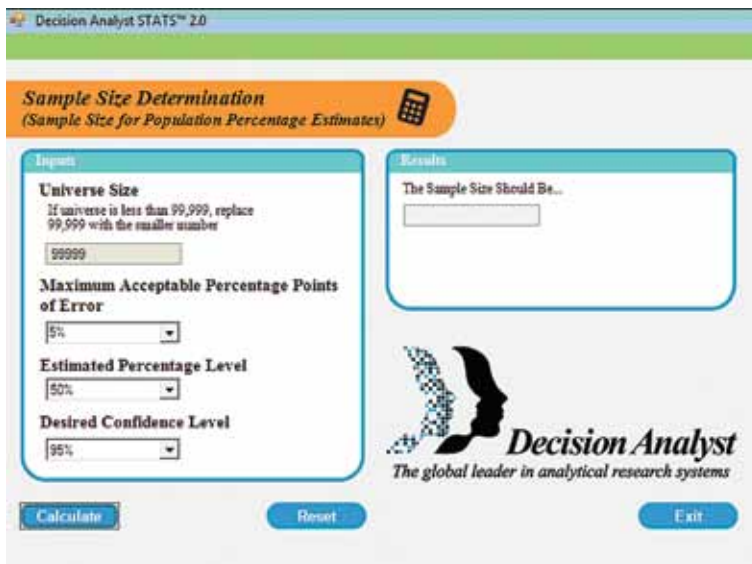 Decision Analyst STATS™ 2.0
Sample Size Determination
(Sample Size for Population Percentage Estimates)
Inputs
Universe Size
If universe is less than 99,999, replace
99,999 with the smaller number
99999
Maximum Acceptable Percentage Points
of Error
5%
Estimated Percentage Level
50%
Desired Confidence Level
95%
Results
The Sample Size Should Be...
Decision Analyst
The global leader in analytical research systems
Calculate
Reset
Exit